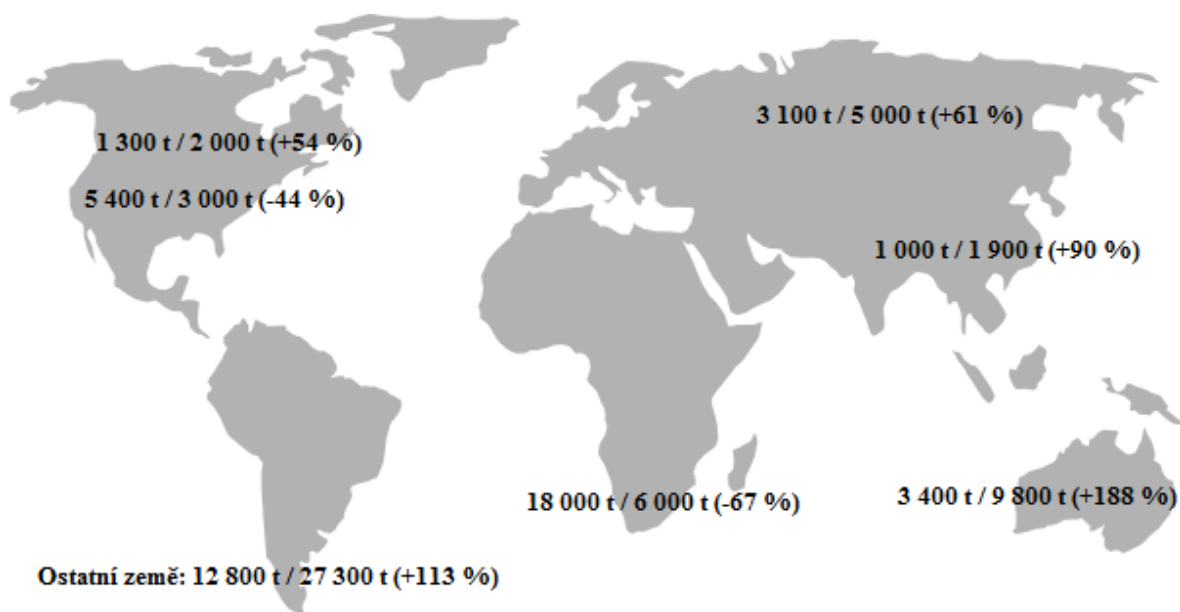 3 100 t / 5 000 t (+61 %)
1 300 t / 2 000 t (+54 %)
5 400 t / 3 000 t (-44 %)
1 000 t / 1 900 t (+90 %)
18 000 t / 6 000 t (-67 %)
3 400 t / 9 800 t (+188 %)
Ostatní země: 12 800 t / 27 300 t (+113 %)